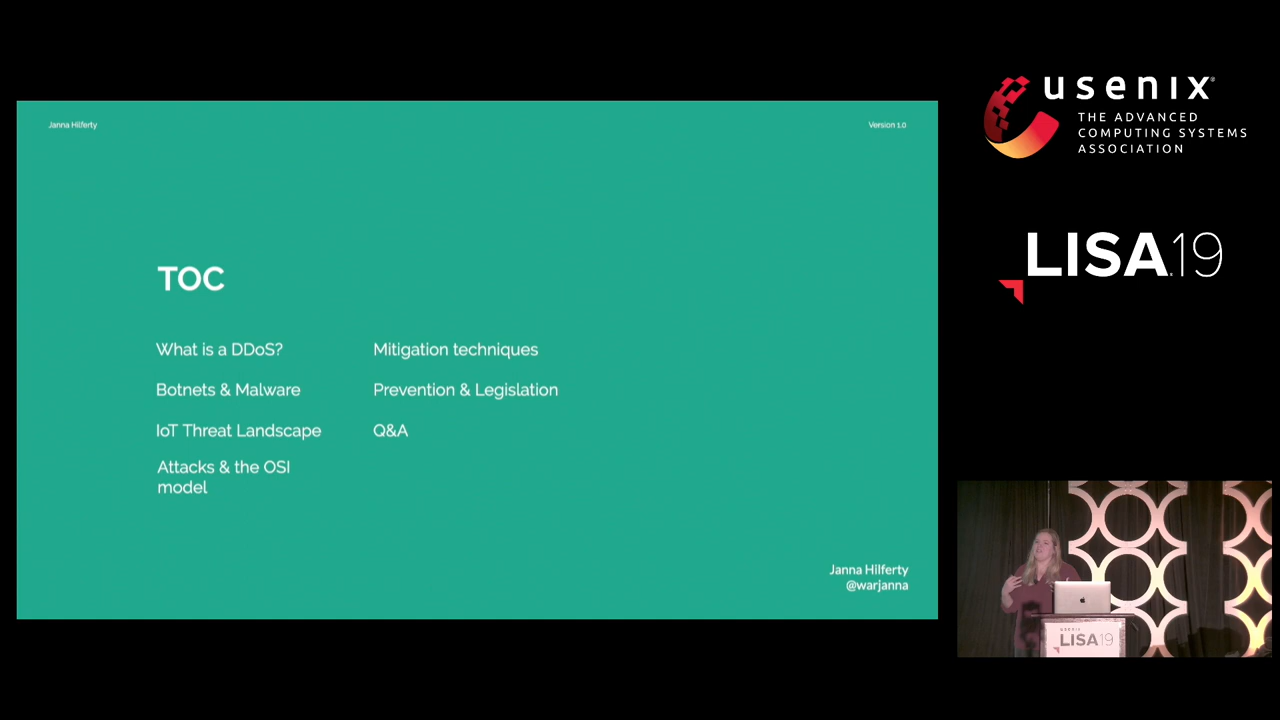 Janna Hilferty
Version 1.0
TOC
What is a DDoS?
Botnets & Malware
IoT Threat Landscape
Attacks & the OSI
model
Mitigation techniques
Prevention & Legislation
Q&A
Janna Hilferty
@warjanna
usenix
THE ADVANCED
COMPUTING SYSTEMS
ASSOCIATION
LISA19
usenix
LISA19